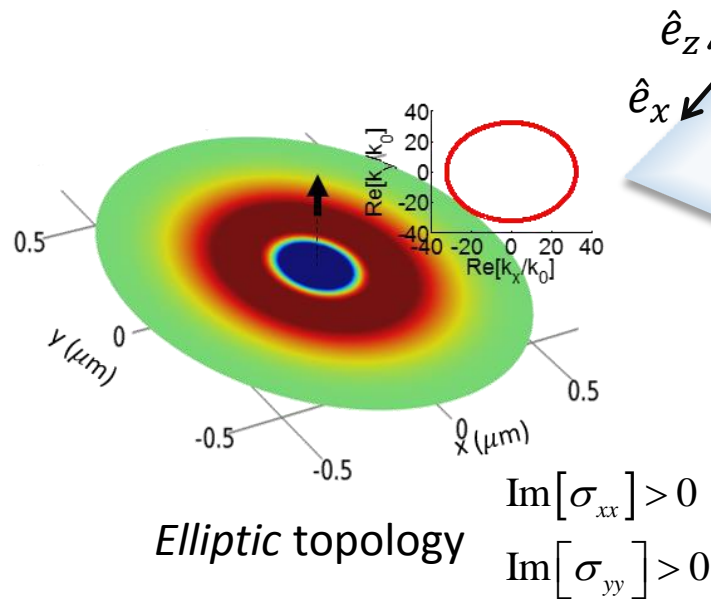 ê_z
ê_x
40
20
0
-20
-40
Re[k_y/k_0]
-40 -20 0 20 40
Re[k_x/k_0]
0.5
0
y (μm)
-0.5
-0.5
0
x (μm)
0.5
Elliptic topology
Im[σ_xx] > 0
Im[σ_yy] > 0